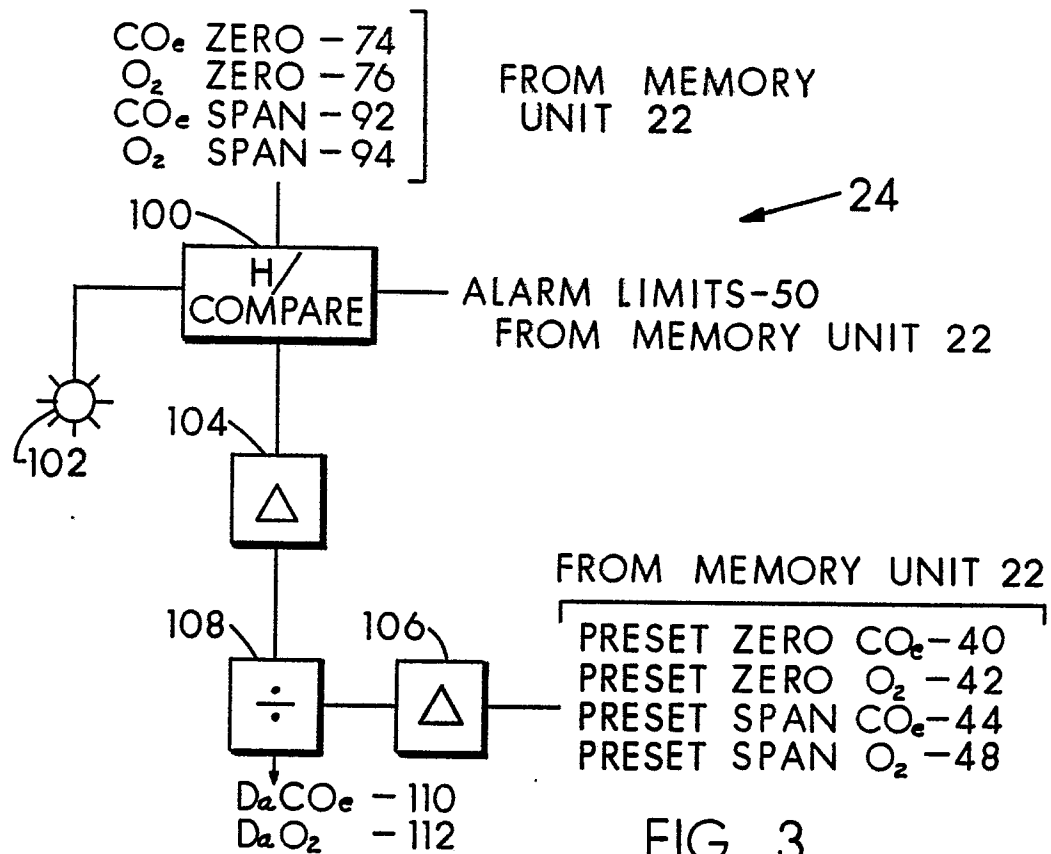 COe ZERO - 74
O2 ZERO - 76
COe SPAN - 92
O2 SPAN - 94
FROM MEMORY
UNIT 22
24
100
H/
COMPARE
ALARM LIMITS-50
FROM MEMORY UNIT 22
102
104
△
FROM MEMORY UNIT 22
108
106
÷
△
PRESET ZERO COe-40
PRESET ZERO O2 -42
PRESET SPAN COe-44
PRESET SPAN O2 -48
DaCOe - 110
DaO2 - 112
FIG. 3